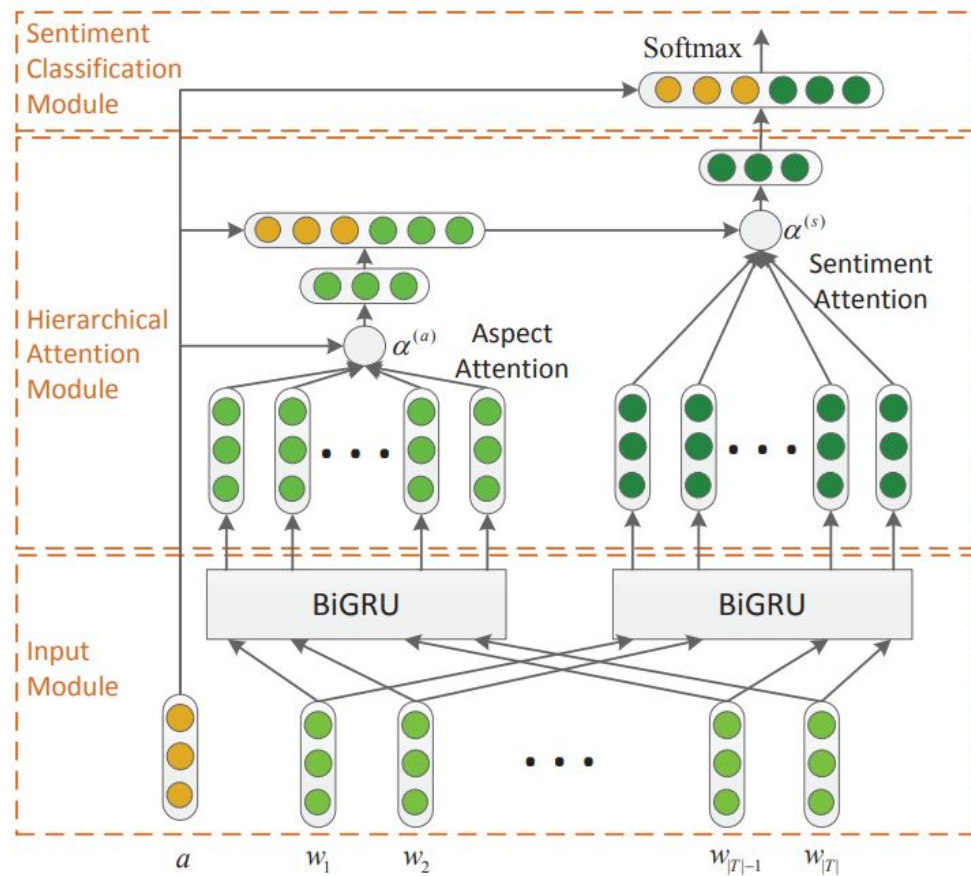 Sentiment
Classification
Module
Softmax
α(s)
Sentiment
Attention
Hierarchical
Attention
Module
α(a)
Aspect
Attention
BiGRU
BiGRU
Input
Module
a
w1
w2
w|T|-1
w|T|